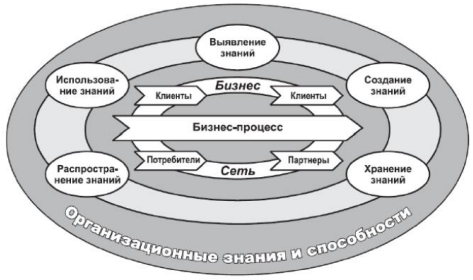 Выявление
знаний
Использова-
ние знаний
Создание
знаний
Бизнес
Клиенты
Клиенты
Бизнес-процесс
Потребители
Партнеры
Сеть
Распростра-
нение знаний
Хранение
знаний
Организационные знания и способности